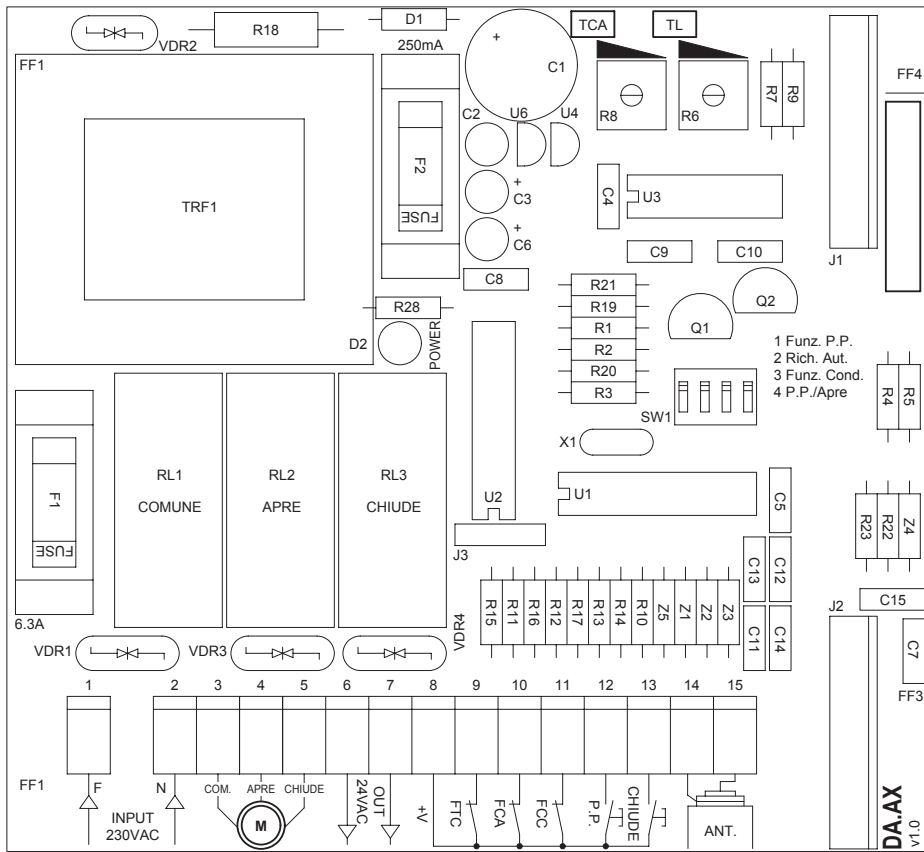 R18
D1
VDR2
250mA
FF1
TRF1
F2
FUSE
+
C1
TCA
TL
R8
R6
R7
R9
FF4
C2
U6
U4
+
C3
+
C6
C8
C4
U3
C9
C10
J1
R28
D2
POWER
R21
R19
R1
R2
R20
R3
Q1
Q2
1 Funz. P.P.
2 Rich. Aut.
3 Funz. Cond.
4 P.P./Apre
R4
R5
SW1
X1
F1
FUSE
6.3A
RL1
COMUNE
RL2
APRE
RL3
CHIUDE
U2
J3
U1
C5
C13
C12
C11
C14
R23
R22
Z4
C15
J2
C7
FF3
R15
R11
R16
R12
R17
R13
R14
R10
Z5
Z1
Z2
Z3
VDR1
VDR3
VDR4
1
2
3
4
5
6
7
8
9
10
11
12
13
14
15
FF1
F
N
INPUT
230VAC
COM.
APRE
CHIUDE
M
24VAC
OUT
+V
FTC
FCA
FCC
P.P.
CHIUDE
ANT.
DA.AX
v1.0